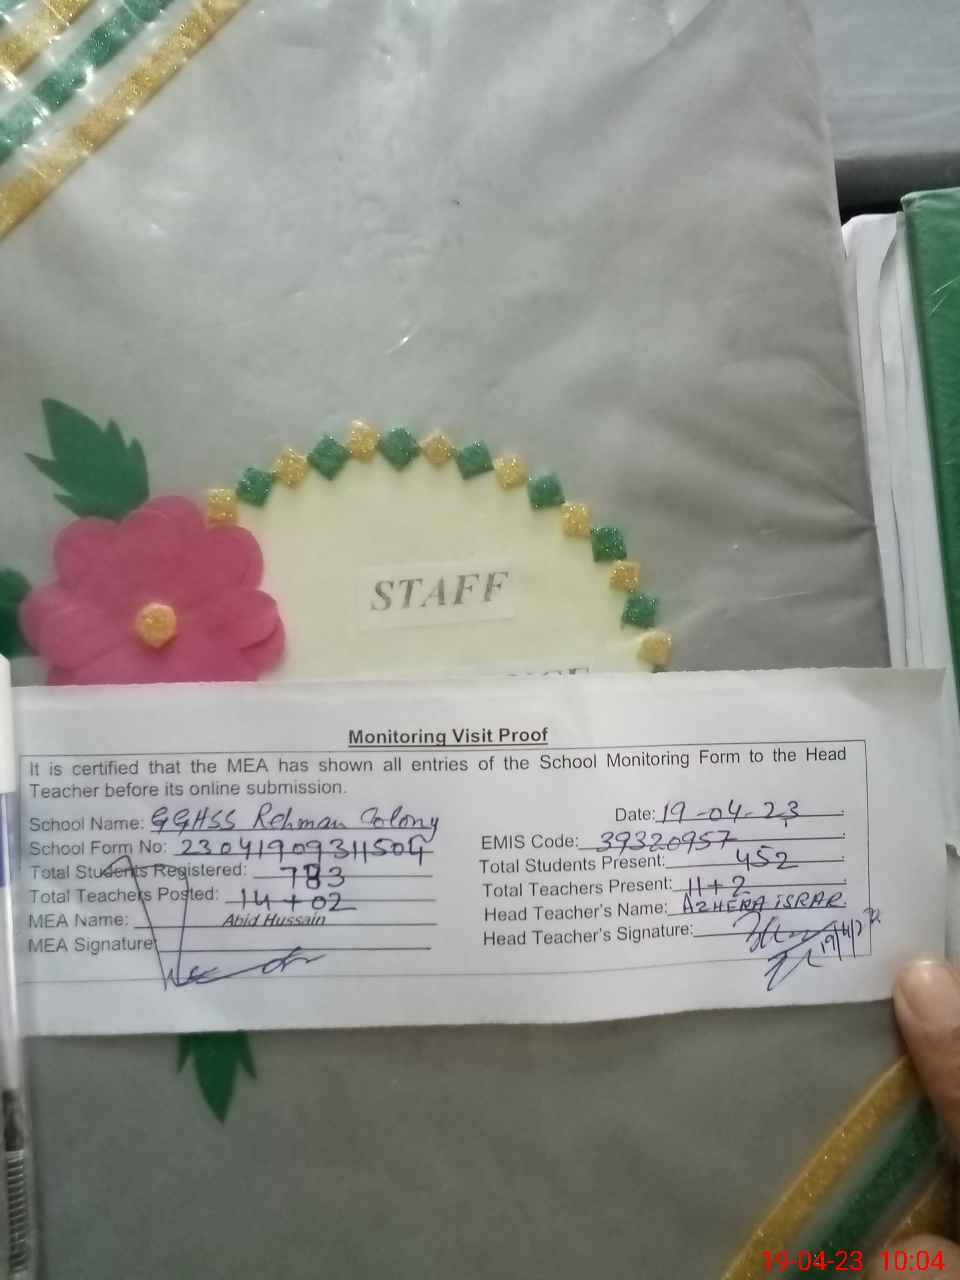 STAFF
Monitoring Visit Proof
It is certified that the MEA has shown all entries of the School Monitoring Form to the Head
Teacher before its online submission.
School Name: GGHSS Rehman Colony
Date: 19-04-23
School Form No: 23041909311504
EMIS Code: 39320957
Total Students Registered: 783
Total Students Present: 452
Total Teachers Posted: 14+02
Total Teachers Present: 11+2
MEA Name: Abid Hussain
Head Teacher's Name: AZHERA ISRAR
MEA Signature:
Head Teacher's Signature:
19-04-23 10:04